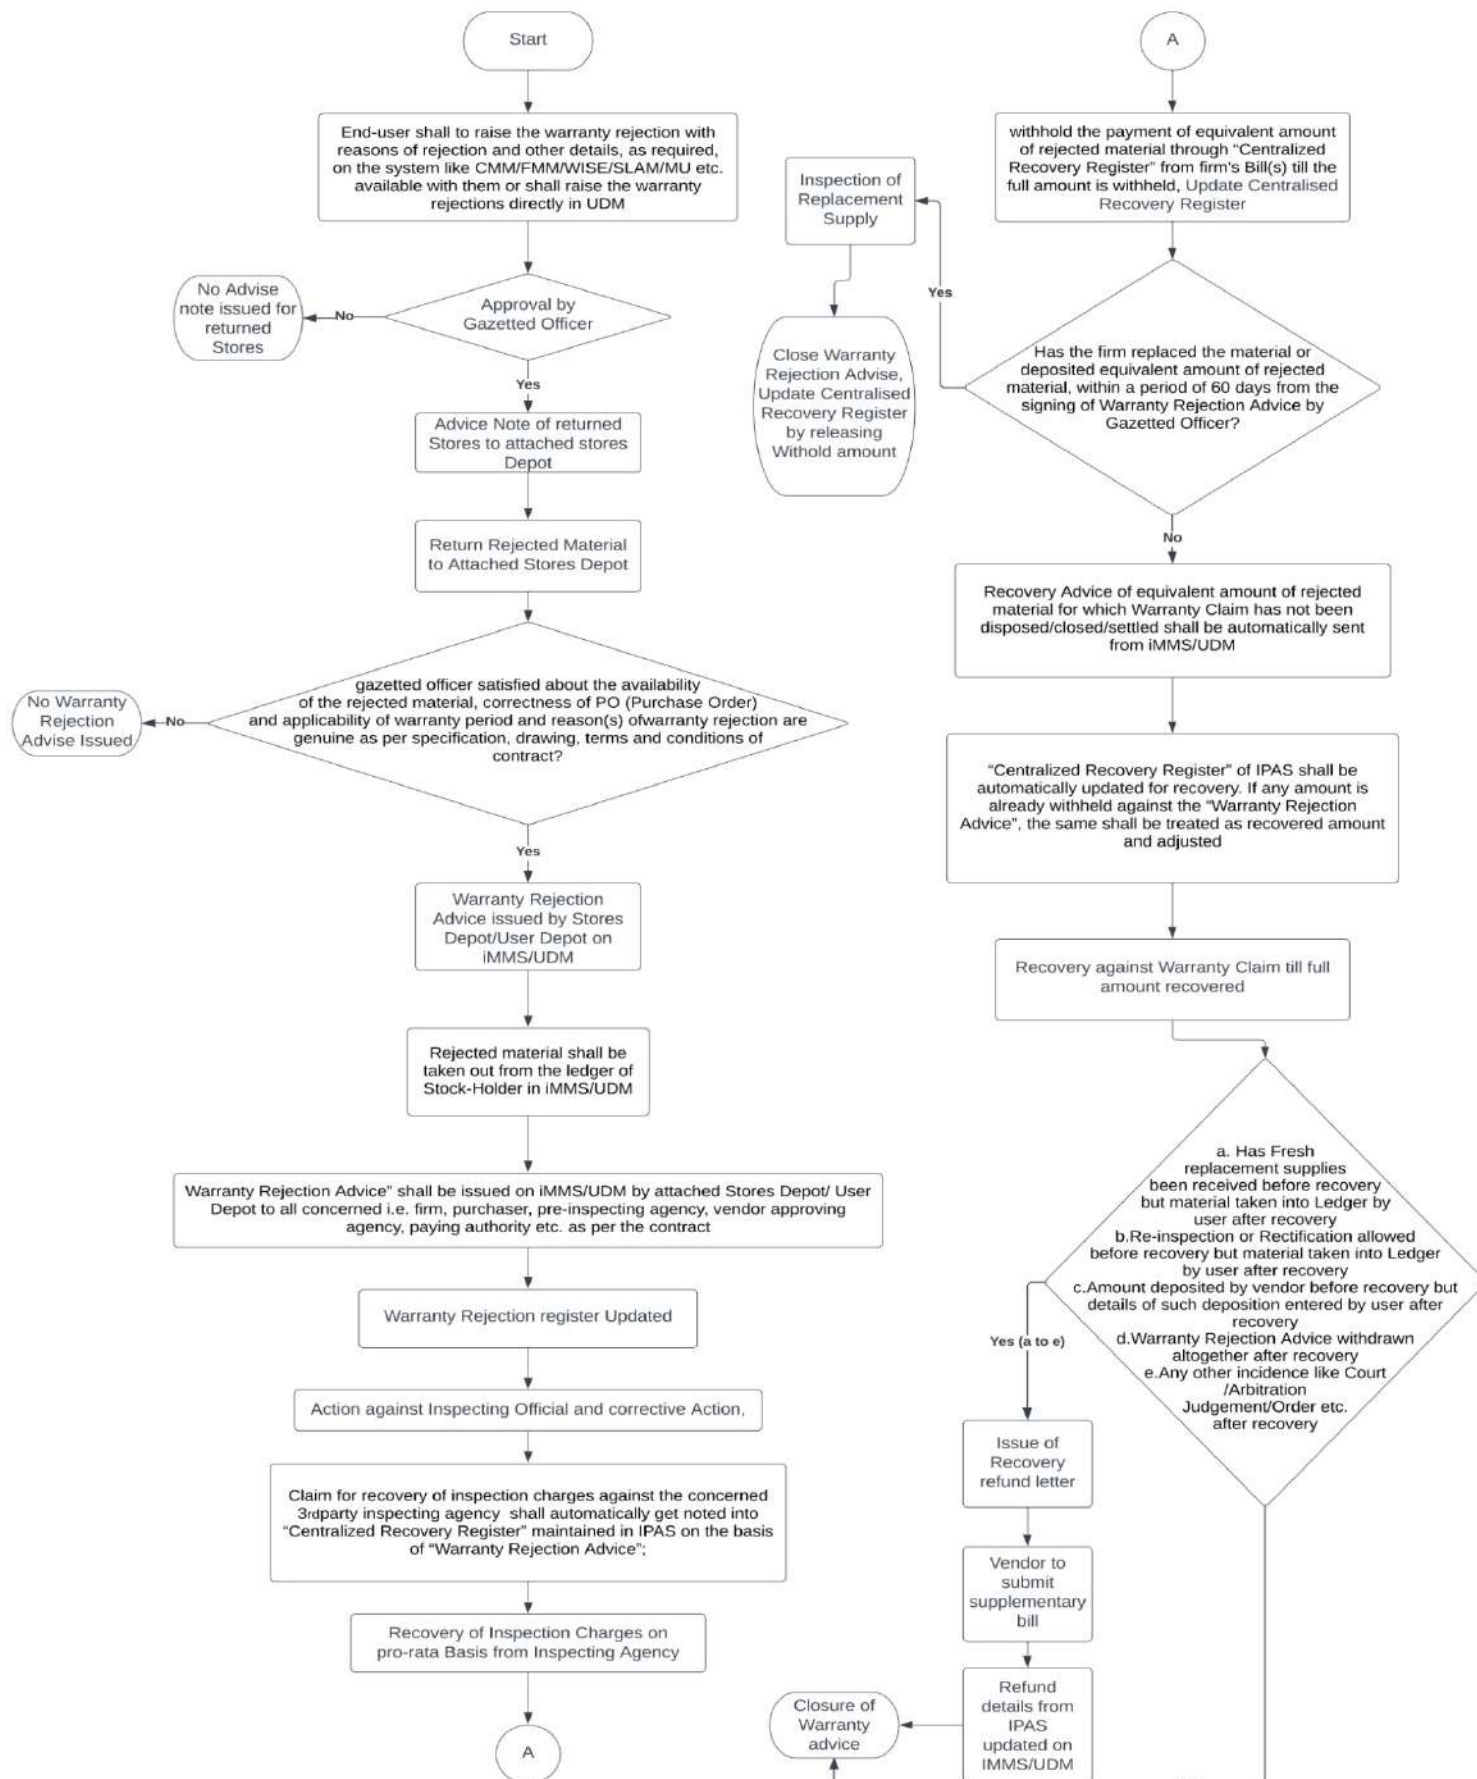 Start
End-user shall to raise the warranty rejection with
reasons of rejection and other details, as required,
on the system like CMM/FMM/WISE/SLAM/MU etc.
available with them or shall raise the warranty
rejections directly in UDM
Approval by
Gazetted Officer
No
No Advise
note issued for
returned
Stores
Yes
Advice Note of returned
Stores to attached stores
Depot
Return Rejected Material
to Attached Stores Depot
gazetted officer satisfied about the availability
of the rejected material, correctness of PO (Purchase Order)
and applicability of warranty period and reason(s) ofwarranty rejection are
genuine as per specification, drawing, terms and conditions of
contract?
No
No Warranty
Rejection
Advise Issued
Yes
Warranty Rejection
Advice issued by Stores
Depot/User Depot on
iMMS/UDM
Rejected material shall be
taken out from the ledger of
Stock-Holder in iMMS/UDM
Warranty Rejection Advice” shall be issued on iMMS/UDM by attached Stores Depot/ User
Depot to all concerned i.e. firm, purchaser, pre-inspecting agency, vendor approving
agency, paying authority etc. as per the contract
Warranty Rejection register Updated
Action against Inspecting Official and corrective Action,
Claim for recovery of inspection charges against the concerned
3rdparty inspecting agency shall automatically get noted into
“Centralized Recovery Register” maintained in IPAS on the basis
of “Warranty Rejection Advice”;
Recovery of Inspection Charges on
pro-rata Basis from Inspecting Agency
A
A
withhold the payment of equivalent amount
of rejected material through “Centralized
Recovery Register” from firm's Bill(s) till the
full amount is withheld, Update Centralised
Recovery Register
Has the firm replaced the material or
deposited equivalent amount of rejected
material, within a period of 60 days from the
signing of Warranty Rejection Advice by
Gazetted Officer?
Yes
Inspection of
Replacement
Supply
Close Warranty
Rejection Advise,
Update Centralised
Recovery Register
by releasing
Withold amount
No
Recovery Advice of equivalent amount of rejected
material for which Warranty Claim has not been
disposed/closed/settled shall be automatically sent
from iMMS/UDM
“Centralized Recovery Register” of IPAS shall be
automatically updated for recovery. If any amount is
already withheld against the “Warranty Rejection
Advice”, the same shall be treated as recovered amount
and adjusted
Recovery against Warranty Claim till full
amount recovered
a. Has Fresh
replacement supplies
been received before recovery
but material taken into Ledger by
user after recovery
b.Re-inspection or Rectification allowed
before recovery but material taken into Ledger
by user after recovery
c.Amount deposited by vendor before recovery but
details of such deposition entered by user after
recovery
d.Warranty Rejection Advice withdrawn
altogether after recovery
e.Any other incidence like Court
/Arbitration
Judgement/Order etc.
after recovery
Yes (a to e)
Issue of
Recovery
refund letter
Vendor to
submit
supplementary
bill
Refund
details from
IPAS
updated on
IMMS/UDM
Closure of
Warranty
advice